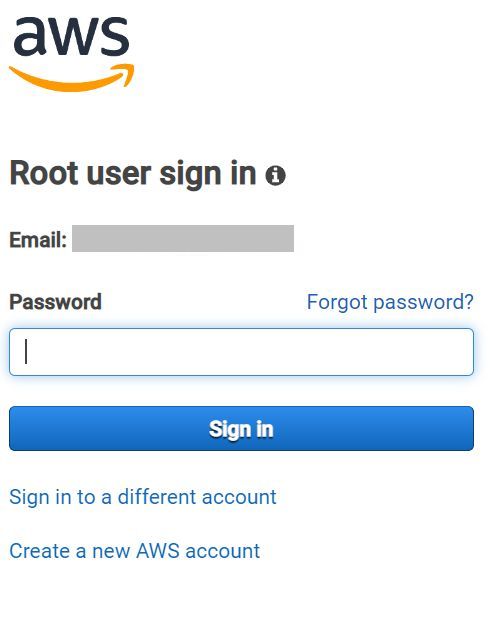 aws
Root user sign in
Email:
Password Forgot password?
Sign in
Sign in to a different account
Create a new AWS account